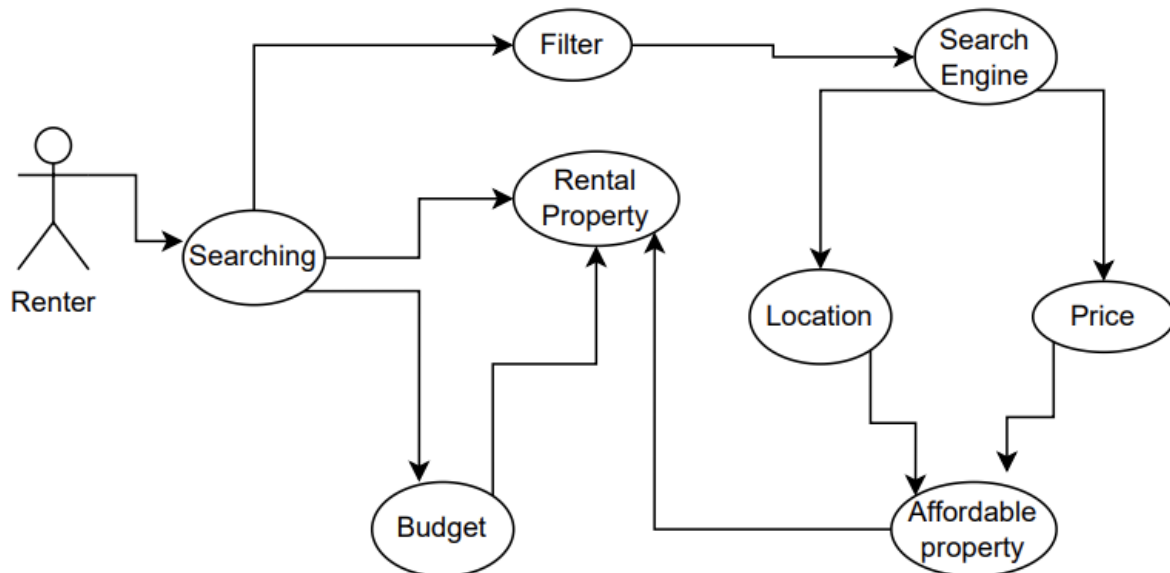 Filter
Search
Engine
Rental
Property
Searching
Renter
Location
Price
Budget
Affordable
property